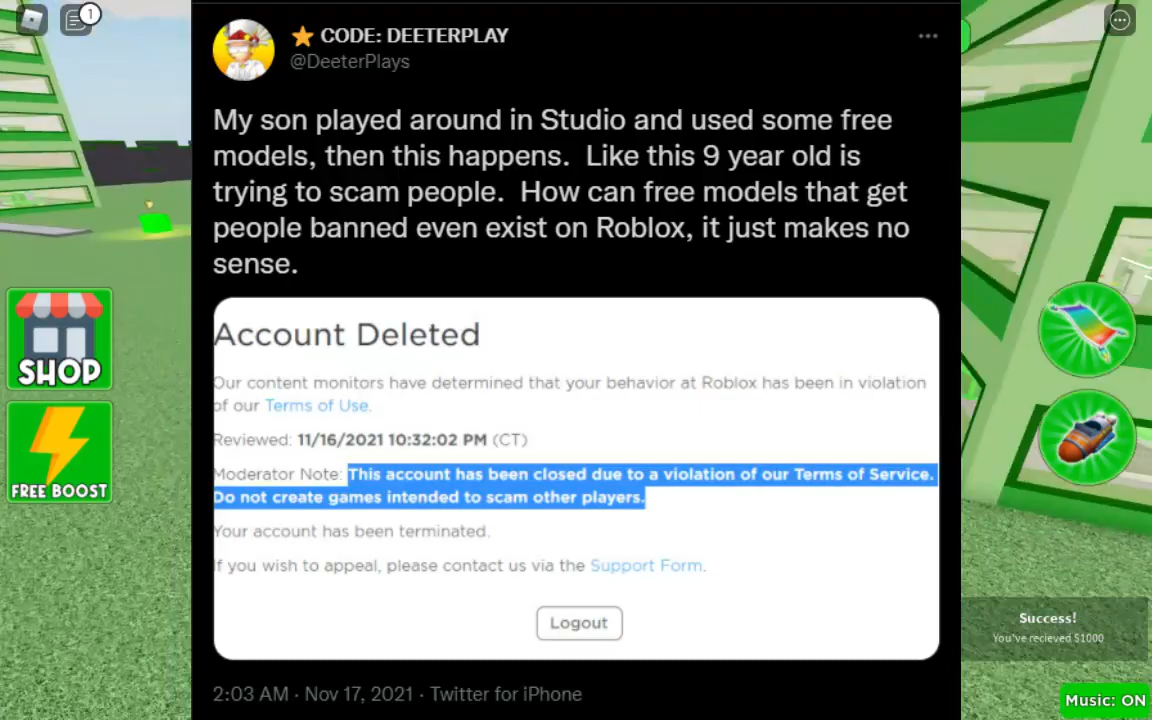 1
CODE: DEETERPLAY
@DeeterPlays
My son played around in Studio and used some free
models, then this happens.  Like this 9 year old is
trying to scam people.  How can free models that get
people banned even exist on Roblox, it just makes no
sense.
Account Deleted
Our content monitors have determined that your behavior at Roblox has been in violation
of our Terms of Use.
Reviewed: 11/16/2021 10:32:02 PM (CT)
Moderator Note: This account has been closed due to a violation of our Terms of Service.
Do not create games intended to scam other players.
Your account has been terminated.
If you wish to appeal, please contact us via the Support Form.
Logout
2:03 AM · Nov 17, 2021 · Twitter for iPhone
SHOP
FREE BOOST
Success!
You've recieved $1000
Music: ON